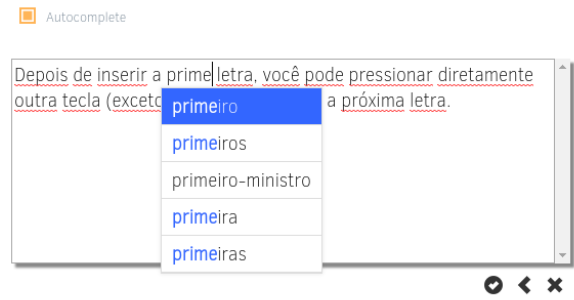 Autocomplete
Depois de inserir a prime letra, você pode pressionar diretamente
outra tecla (exceto a próxima letra.
primeiro
primeiros
primeiro-ministro
primeira
primeiras